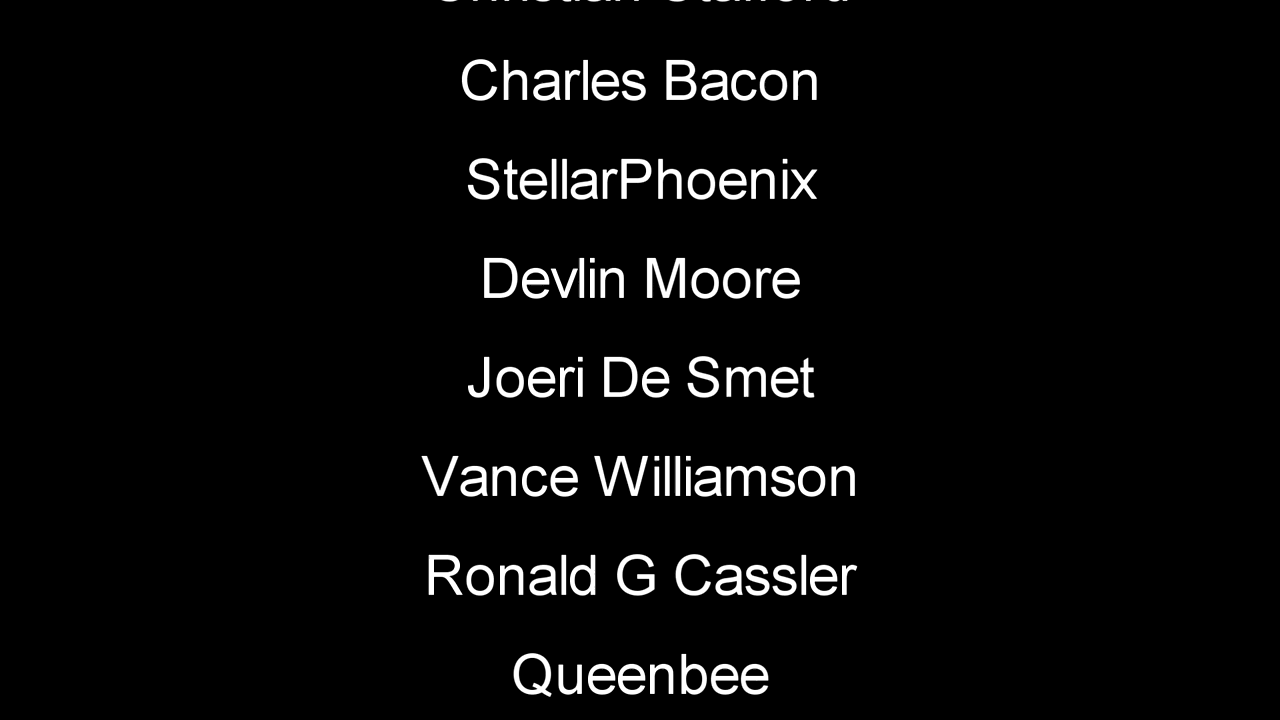 Charles Bacon
StellarPhoenix
Devlin Moore
Joeri De Smet
Vance Williamson
Ronald G Cassler
Queenbee